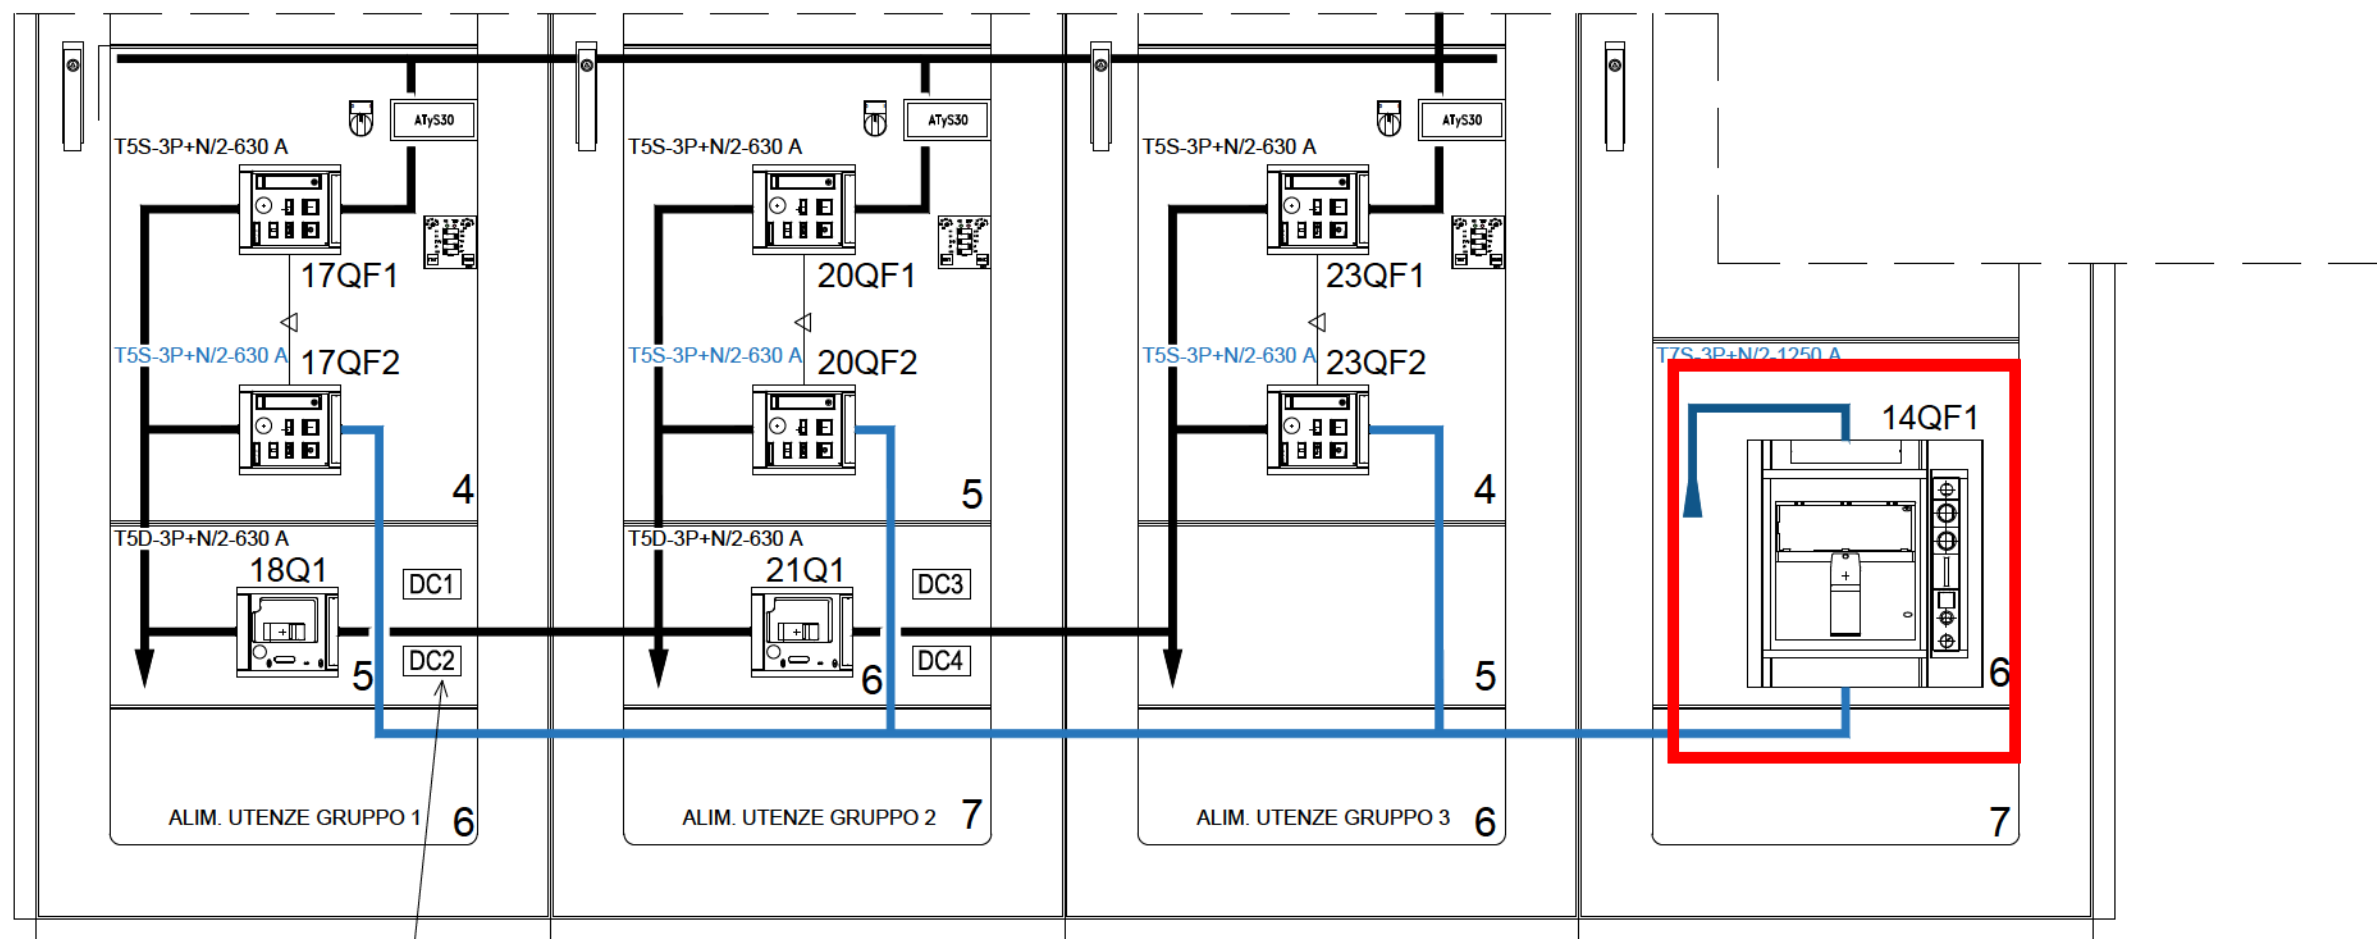 ATyS30
ATyS30
ATyS30
T5S-3P+N/2-630 A
T5S-3P+N/2-630 A
T5S-3P+N/2-630 A
17QF1
20QF1
23QF1
T5S-3P+N/2-630 A
17QF2
T5S-3P+N/2-630 A
20QF2
T5S-3P+N/2-630 A
23QF2
T7S-3P+N/2-1250 A
14QF1
4
5
4
T5D-3P+N/2-630 A
T5D-3P+N/2-630 A
18Q1
DC1
21Q1
DC3
DC2
DC4
5
6
5
6
ALIM. UTENZE GRUPPO 1
6
ALIM. UTENZE GRUPPO 2
7
ALIM. UTENZE GRUPPO 3
6
7